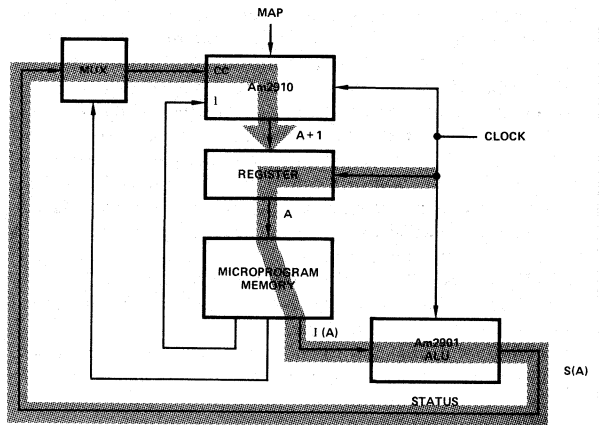 MAP
MUX
CC
Am2910
I
A+1
CLOCK
REGISTER
A
MICROPROGRAM
MEMORY
I(A)
Am2901
ALU
S(A)
STATUS